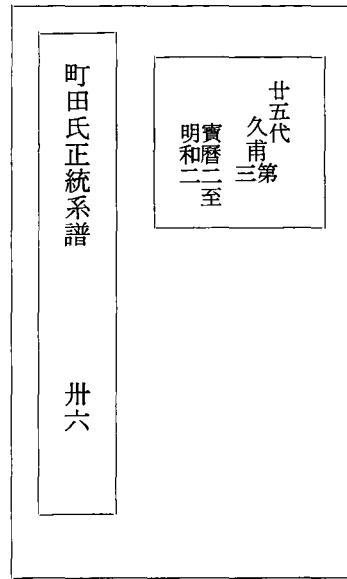 廿五代
久甫第三
寶曆二至
明和二
町田氏正統系譜 卅六